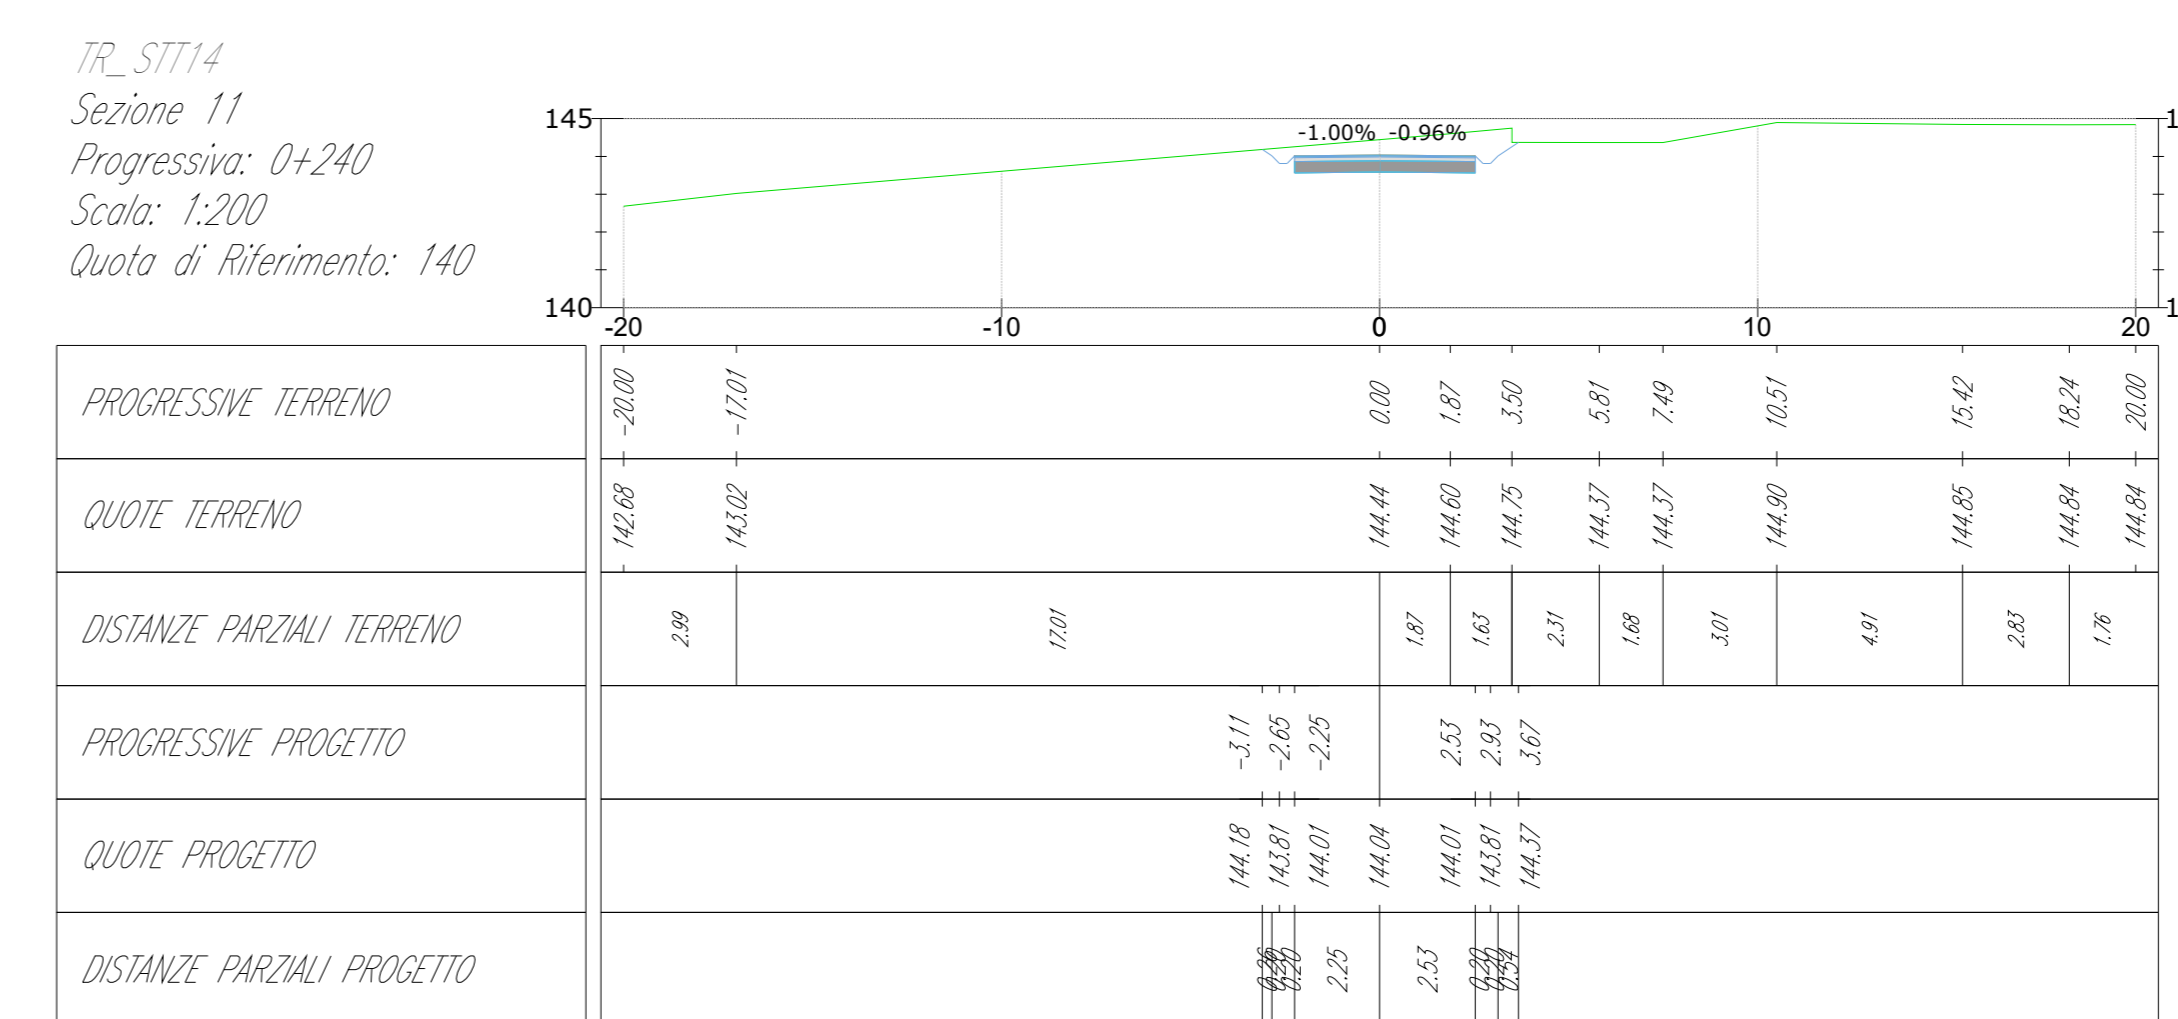 TR_STT14
Sezione 11
Progressiva: 0+240
Scala: 1:200
Quota di Riferimento: 140
145
-1.00% -0.96%
140
-20 -10 0 10 20
PROGRESSIVE TERRENO -20.00 -17.01 0.00 1.87 3.50 5.81 7.49 10.51 15.42 18.24 20.00
QUOTE TERRENO 142.68 143.02 144.44 144.60 144.75 144.37 144.37 144.90 144.85 144.84 144.84
DISTANZE PARZIALI TERRENO 2.99 17.01 1.87 1.63 2.31 1.68 3.01 4.91 2.83 1.76
PROGRESSIVE PROGETTO -3.11 -2.65 -2.25 2.53 2.93 3.67
QUOTE PROGETTO 144.18 143.81 144.01 144.04 144.01 143.81 144.37
DISTANZE PARZIALI PROGETTO 0.20 2.25 2.53 0.20 0.54